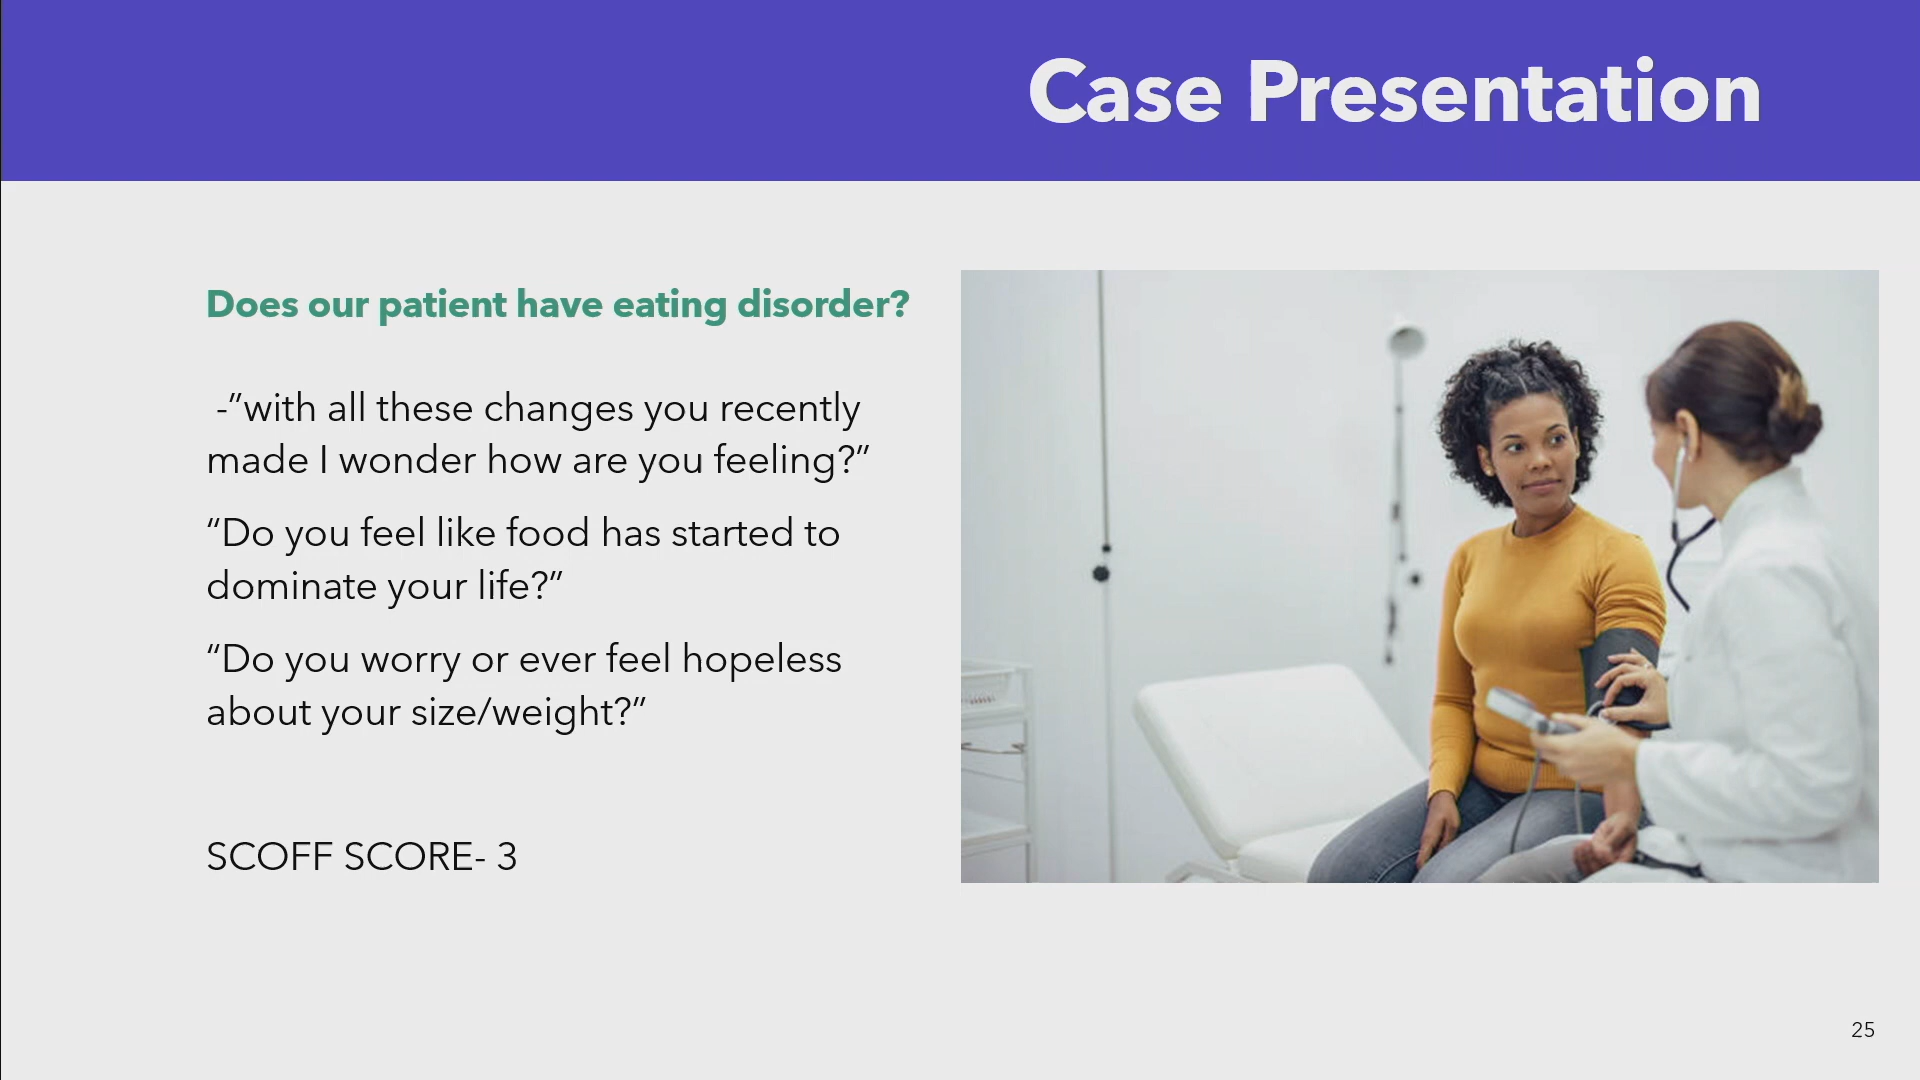 Case Presentation
Does our patient have eating disorder?
-”with all these changes you recently
made I wonder how are you feeling?”
“Do you feel like food has started to
dominate your life?”
“Do you worry or ever feel hopeless
about your size/weight?”
SCOFF SCORE- 3
25